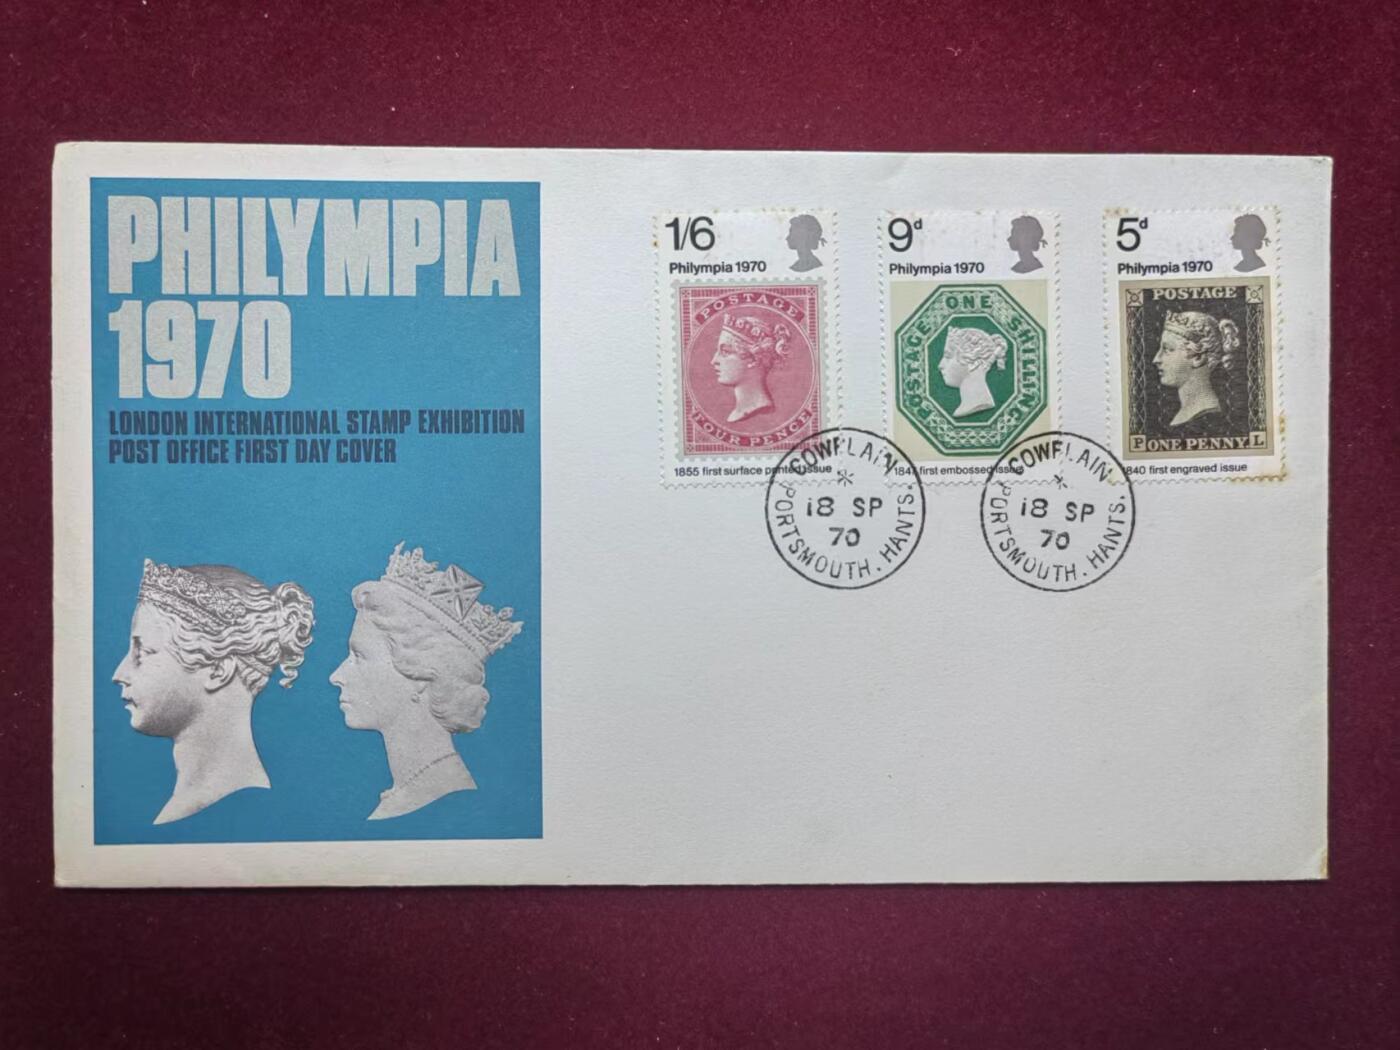 PHILYMPIA
1970
LONDON INTERNATIONAL STAMP EXHIBITION
POST OFFICE FIRST DAY COVER
1/6
Philympia 1970
POSTAGE
FOUR PENCE
1855 first surface printed issue
9d
Philympia 1970
POSTAGE ONE SHILLING
1847 first embossed issue
5d
Philympia 1970
POSTAGE
P ONE PENNY L
1840 first engraved issue
COWPLAIN
*
18 SP
70
PORTSMOUTH. HANTS.
COWPLAIN
*
18 SP
70
PORTSMOUTH. HANTS.